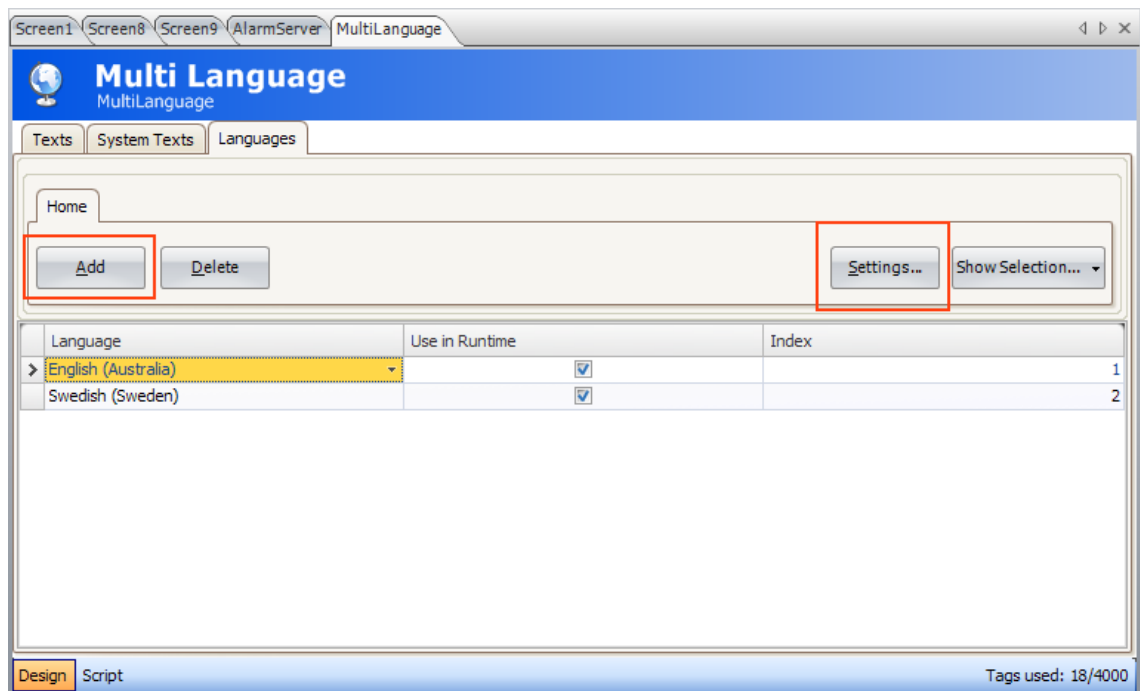 Screen1 Screen8 Screen9 AlarmServer MultiLanguage
Multi Language
MultiLanguage
Texts System Texts Languages
Home
Add Delete Settings... Show Selection...
Language Use in Runtime Index
English (Australia) 1
Swedish (Sweden) 2
Design Script Tags used: 18/4000